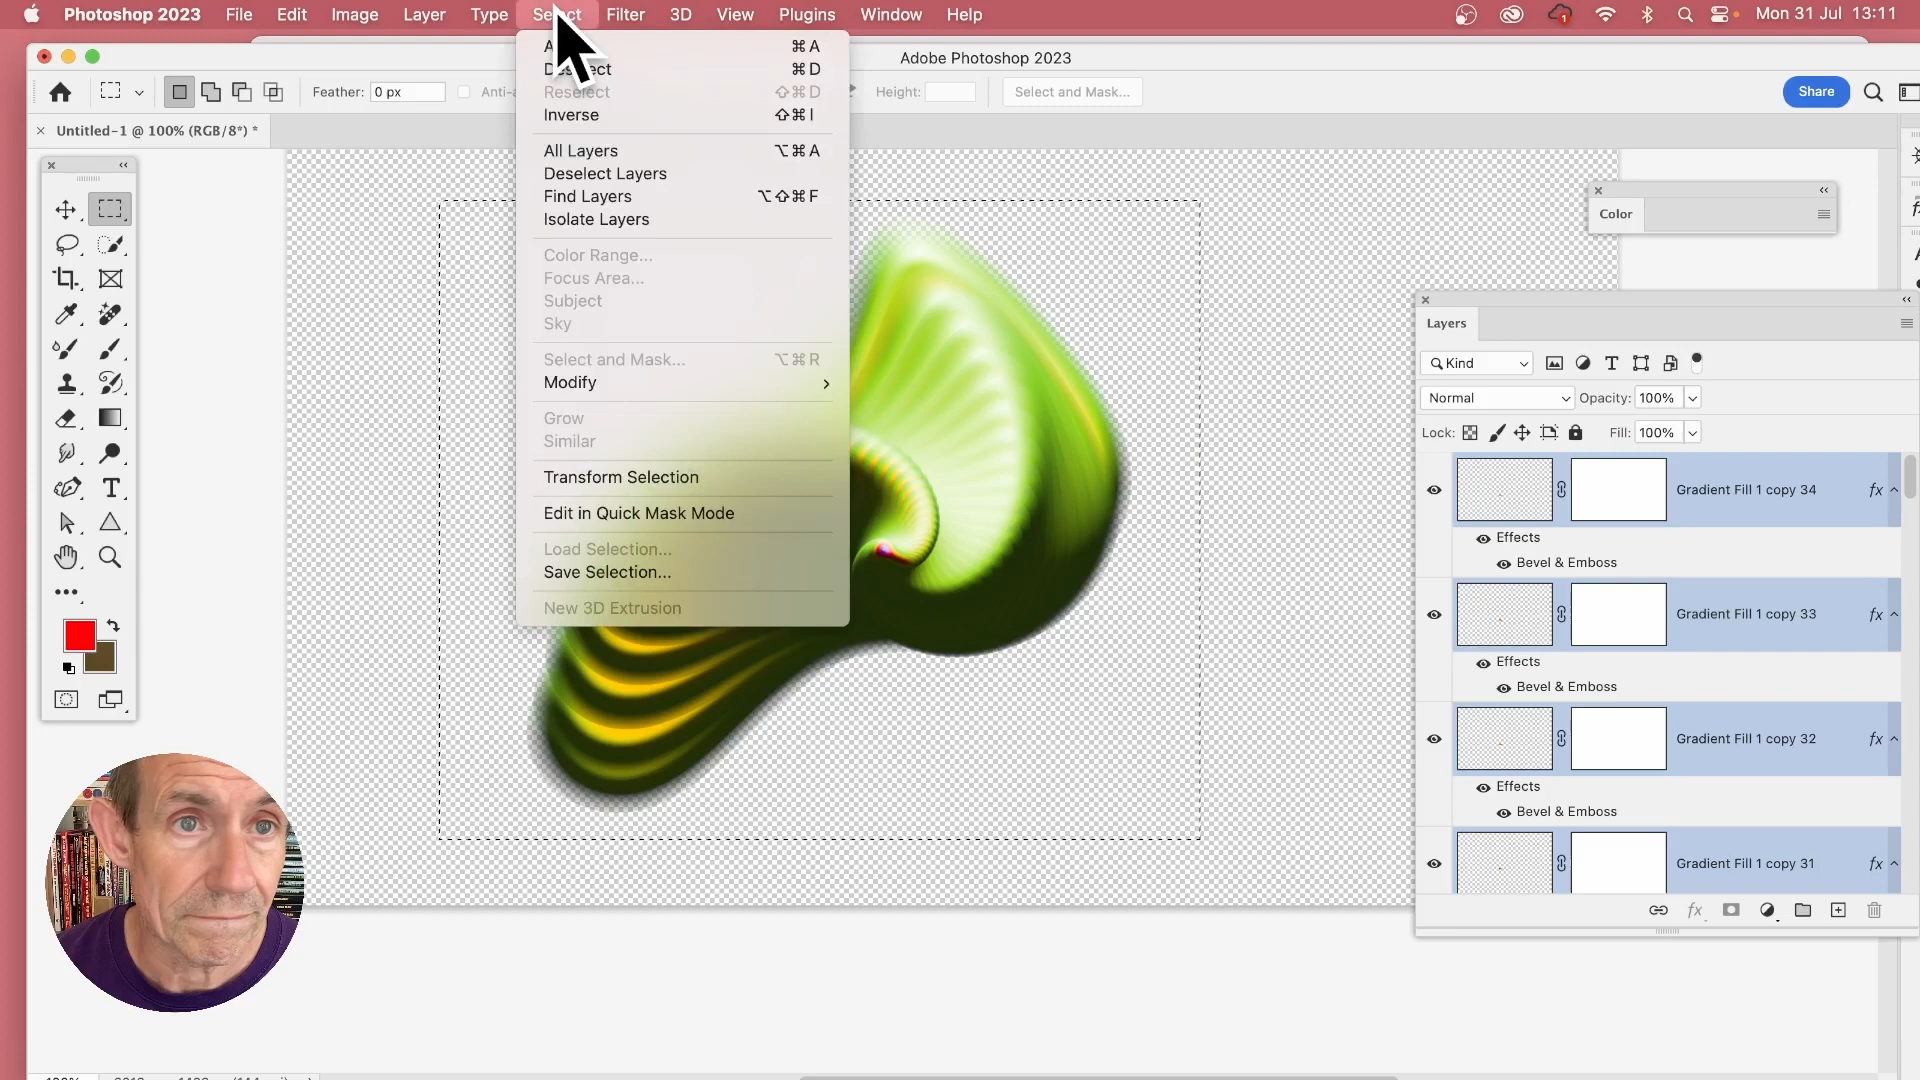 Photoshop 2023 File Edit Image Layer Type Select Filter 3D View Plugins Window Help 1 Mon 31 Jul 13:11
Adobe Photoshop 2023
Feather: 0 px Height: Select and Mask... Share
× Untitled-1 @ 100% (RGB/8*) *
⌘A
Deselect ⌘D
Reselect ⇧⌘D
Inverse ⇧⌘I
All Layers ⌥⌘A
Deselect Layers
Find Layers ⌥⇧⌘F
Isolate Layers
Color Range...
Focus Area...
Subject
Sky
Select and Mask... ⌥⌘R
Modify
Grow
Similar
Transform Selection
Edit in Quick Mask Mode
Load Selection...
Save Selection...
New 3D Extrusion
Color
Layers
Kind
Normal Opacity: 100%
Lock: Fill: 100%
Gradient Fill 1 copy 34 fx
Effects
Bevel & Emboss
Gradient Fill 1 copy 33 fx
Effects
Bevel & Emboss
Gradient Fill 1 copy 32 fx
Effects
Bevel & Emboss
Gradient Fill 1 copy 31 fx
fx